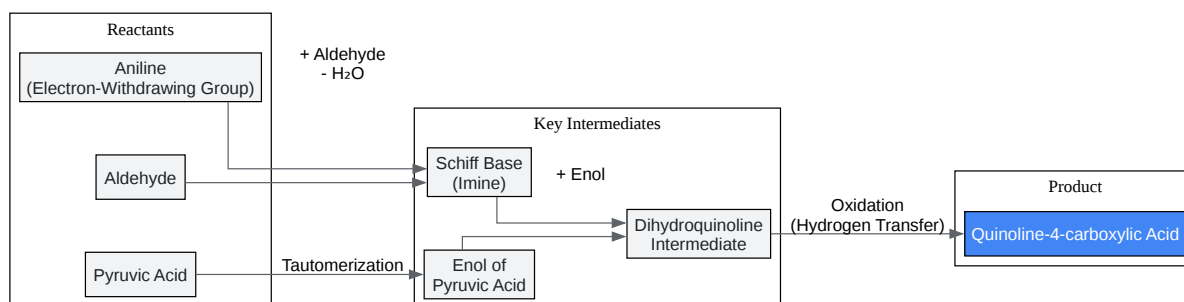 Reactants
Aniline
(Electron-Withdrawing Group)
+ Aldehyde
- H₂O
Aldehyde
Pyruvic Acid
Tautomerization
Key Intermediates
Schiff Base
(Imine)
+ Enol
Enol of
Pyruvic Acid
Dihydroquinoline
Intermediate
Oxidation
(Hydrogen Transfer)
Product
Quinoline-4-carboxylic Acid